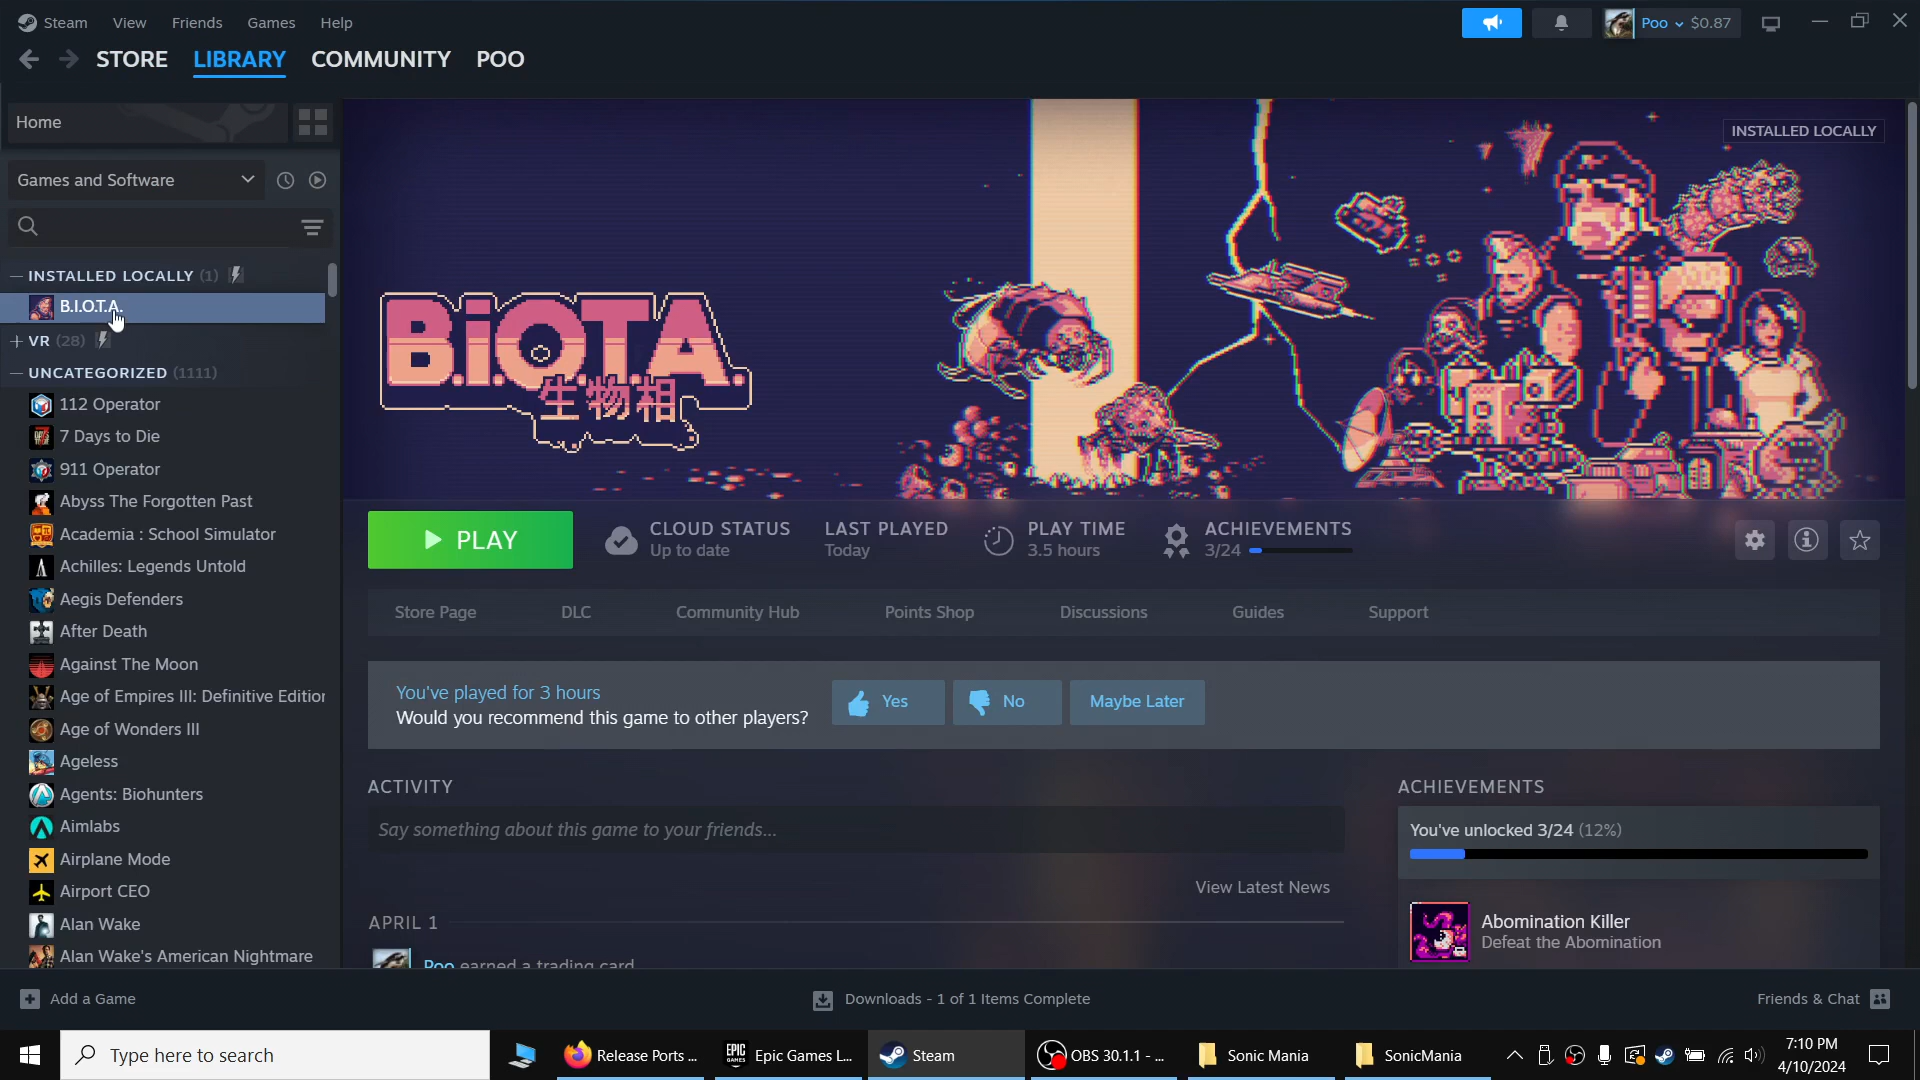 Steam View Friends Games Help
Poo $0.87
STORE LIBRARY COMMUNITY POO
Home
INSTALLED LOCALLY
Games and Software
INSTALLED LOCALLY (1)
B.I.O.T.A.
VR (28)
UNCATEGORIZED (1111)
112 Operator
7 Days to Die
911 Operator
Abyss The Forgotten Past
Academia : School Simulator
Achilles: Legends Untold
Aegis Defenders
After Death
Against The Moon
Age of Empires III: Definitive Edition
Age of Wonders III
Ageless
Agents: Biohunters
Aimlabs
Airplane Mode
Airport CEO
Alan Wake
Alan Wake's American Nightmare
B.i.O.T.A.
生物相
PLAY
CLOUD STATUS
Up to date
LAST PLAYED
Today
PLAY TIME
3.5 hours
ACHIEVEMENTS
3/24
Store Page DLC Community Hub Points Shop Discussions Guides Support
You've played for 3 hours
Would you recommend this game to other players?
Yes No Maybe Later
ACTIVITY
Say something about this game to your friends...
View Latest News
APRIL 1
Poo earned a trading card
ACHIEVEMENTS
You've unlocked 3/24 (12%)
Abomination Killer
Defeat the Abomination
Add a Game
Downloads - 1 of 1 Items Complete
Friends & Chat
Type here to search
Release Ports ...
EPIC GAMES
Epic Games L...
Steam
OBS 30.1.1 - ...
Sonic Mania
SonicMania
7:10 PM
4/10/2024